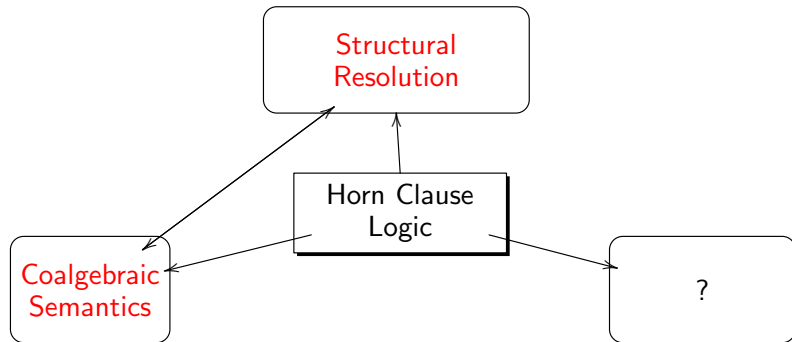 Structural
Resolution
Horn Clause
Logic
Coalgebraic
Semantics
?